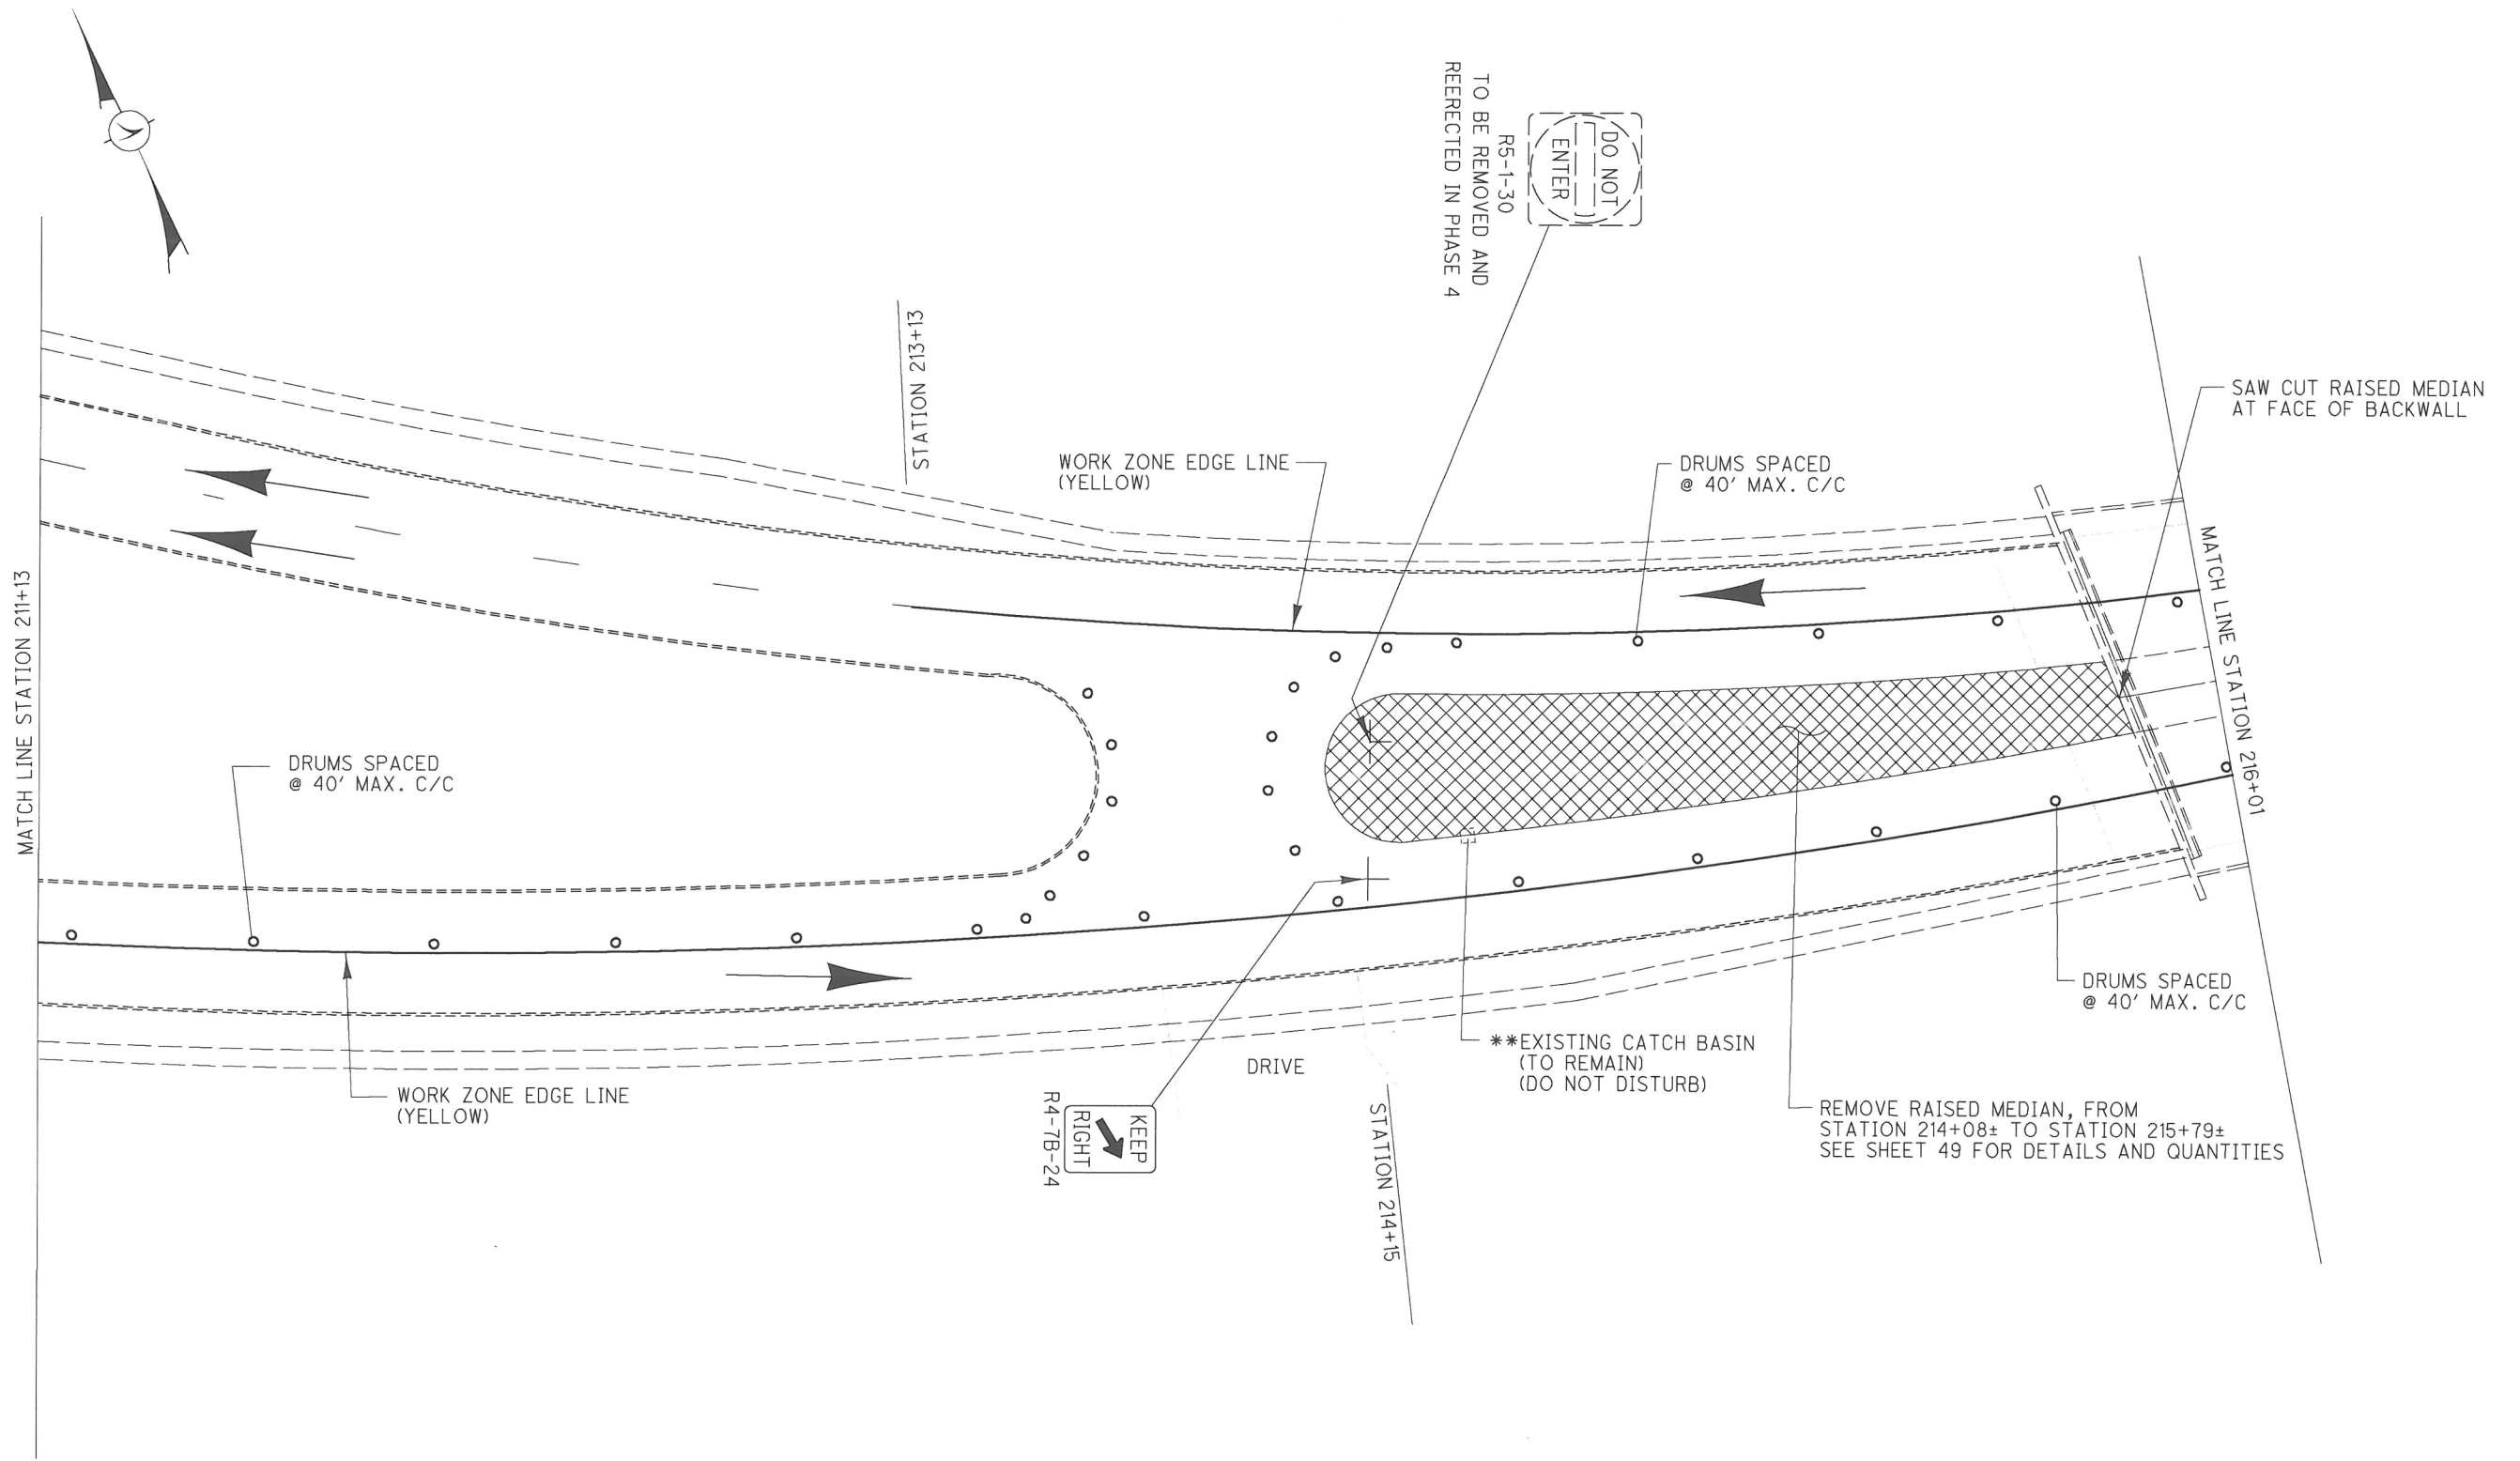 DO NOT
ENTER
R5-1-30
TO BE REMOVED AND
REERECTED IN PHASE 4
STATION 213+13
SAW CUT RAISED MEDIAN
AT FACE OF BACKWALL
WORK ZONE EDGE LINE
(YELLOW)
DRUMS SPACED
@ 40' MAX. C/C
MATCH LINE STATION 211+13
MATCH LINE STATION 216+01
DRUMS SPACED
@ 40' MAX. C/C
DRUMS SPACED
@ 40' MAX. C/C
**EXISTING CATCH BASIN
(TO REMAIN)
(DO NOT DISTURB)
DRIVE
WORK ZONE EDGE LINE
(YELLOW)
KEEP
RIGHT
R4-7B-24
STATION 214+15
REMOVE RAISED MEDIAN, FROM
STATION 214+08± TO STATION 215+79±
SEE SHEET 49 FOR DETAILS AND QUANTITIES